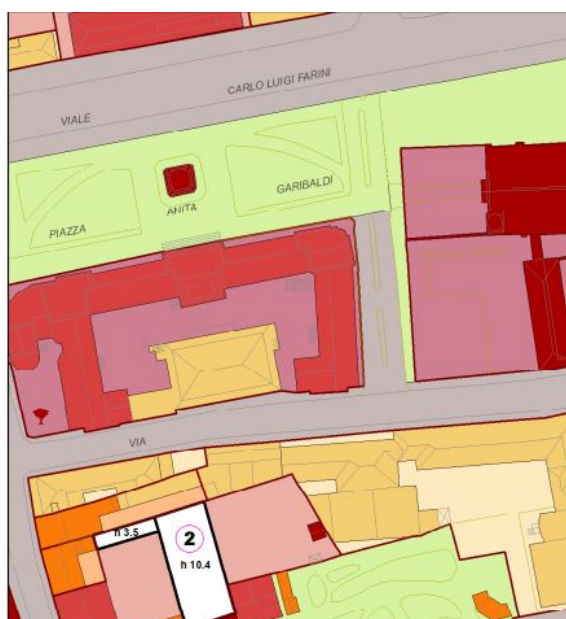 CARLO LUIGI FARINI
VIALE
GARIBALDI
ANITA
PIAZZA
VIA
h 3.5
2
h 10.4